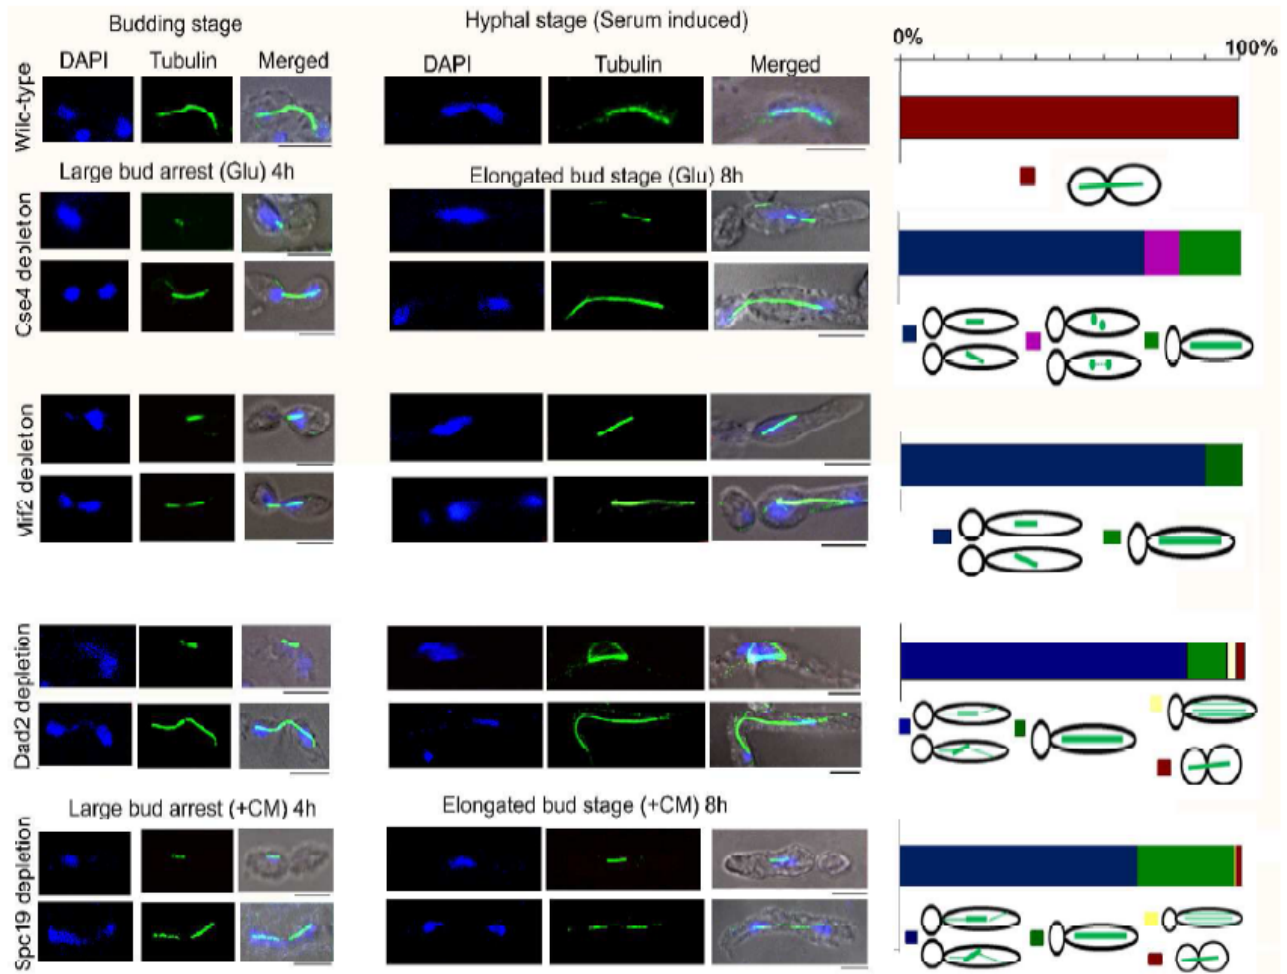 Budding stage
Hyphal stage (Serum induced)
0%
100%
DAPI Tubulin Merged
DAPI Tubulin Merged
Wilc-type
Large bud arrest (Glu) 4h
Elongated bud stage (Glu) 8h
Cse4 depletion
Mif2 depletion
Dad2 depletion
Large bud arrest (+CM) 4h
Elongated bud stage (+CM) 8h
Spc19 depletion